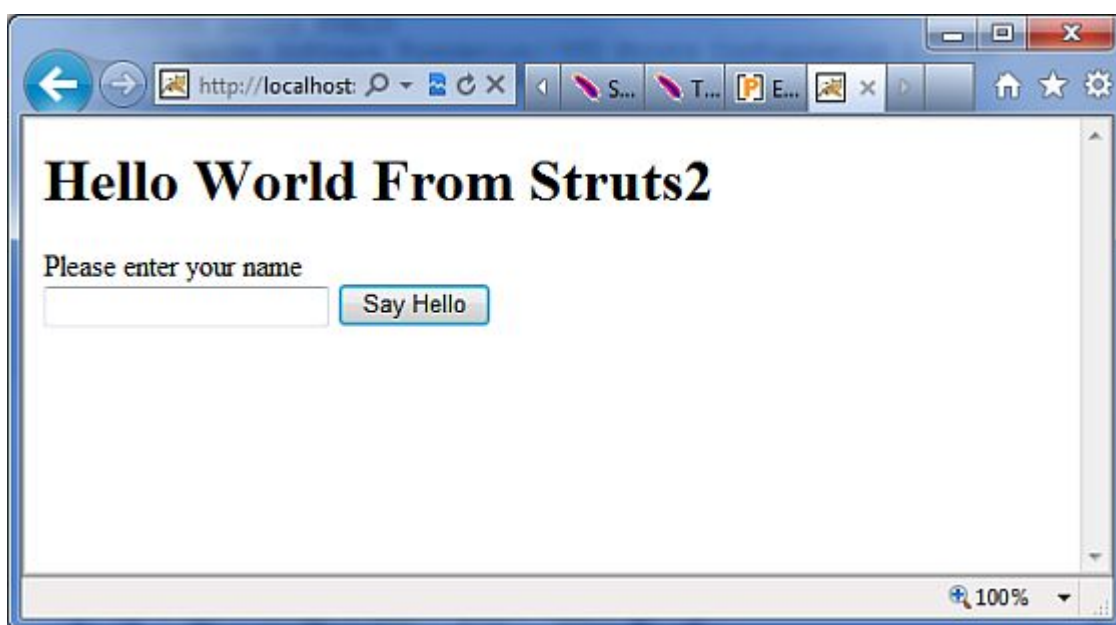 http://localhost: S... T... E...
Hello World From Struts2
Please enter your name
Say Hello
100%